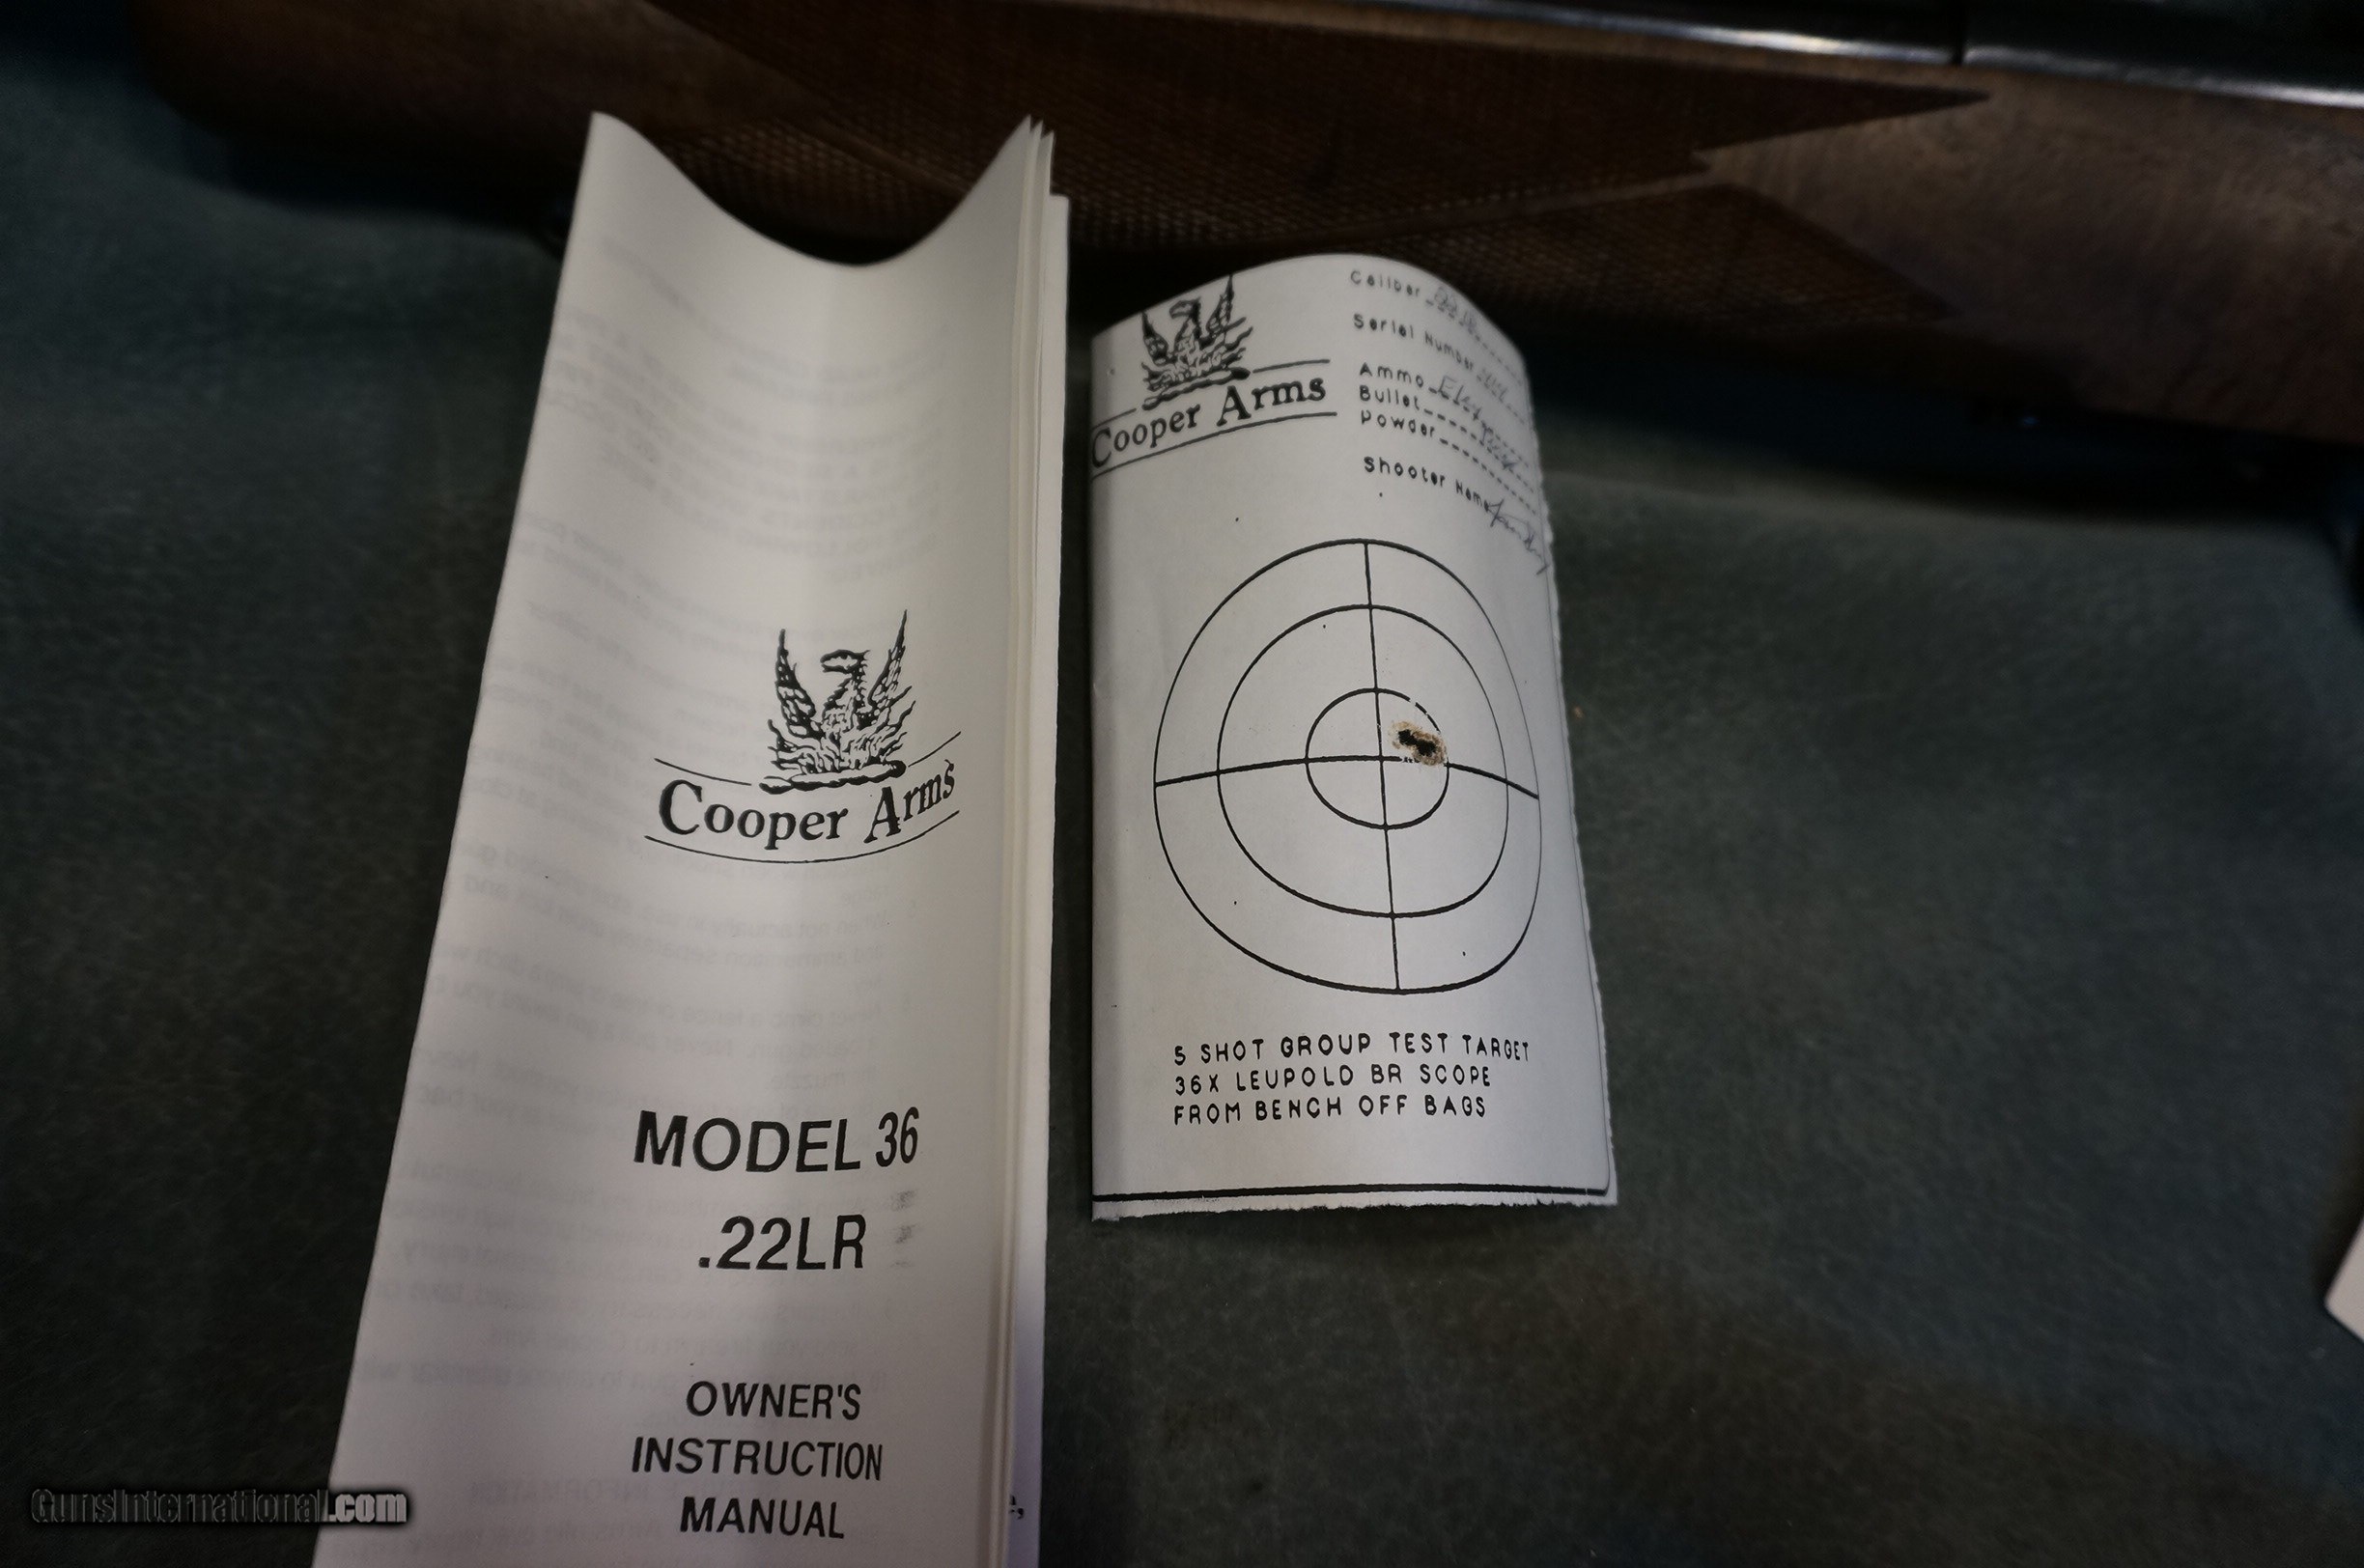 Cooper Arms
MODEL 36
.22LR
OWNER'S
INSTRUCTION
MANUAL
Cooper Arms
Caliber
Serial Number
Ammo
Bullet
Powder
Shooter Name
5 SHOT GROUP TEST TARGET
36X LEUPOLD BR SCOPE
FROM BENCH OFF BAGS
GunsInternational.com